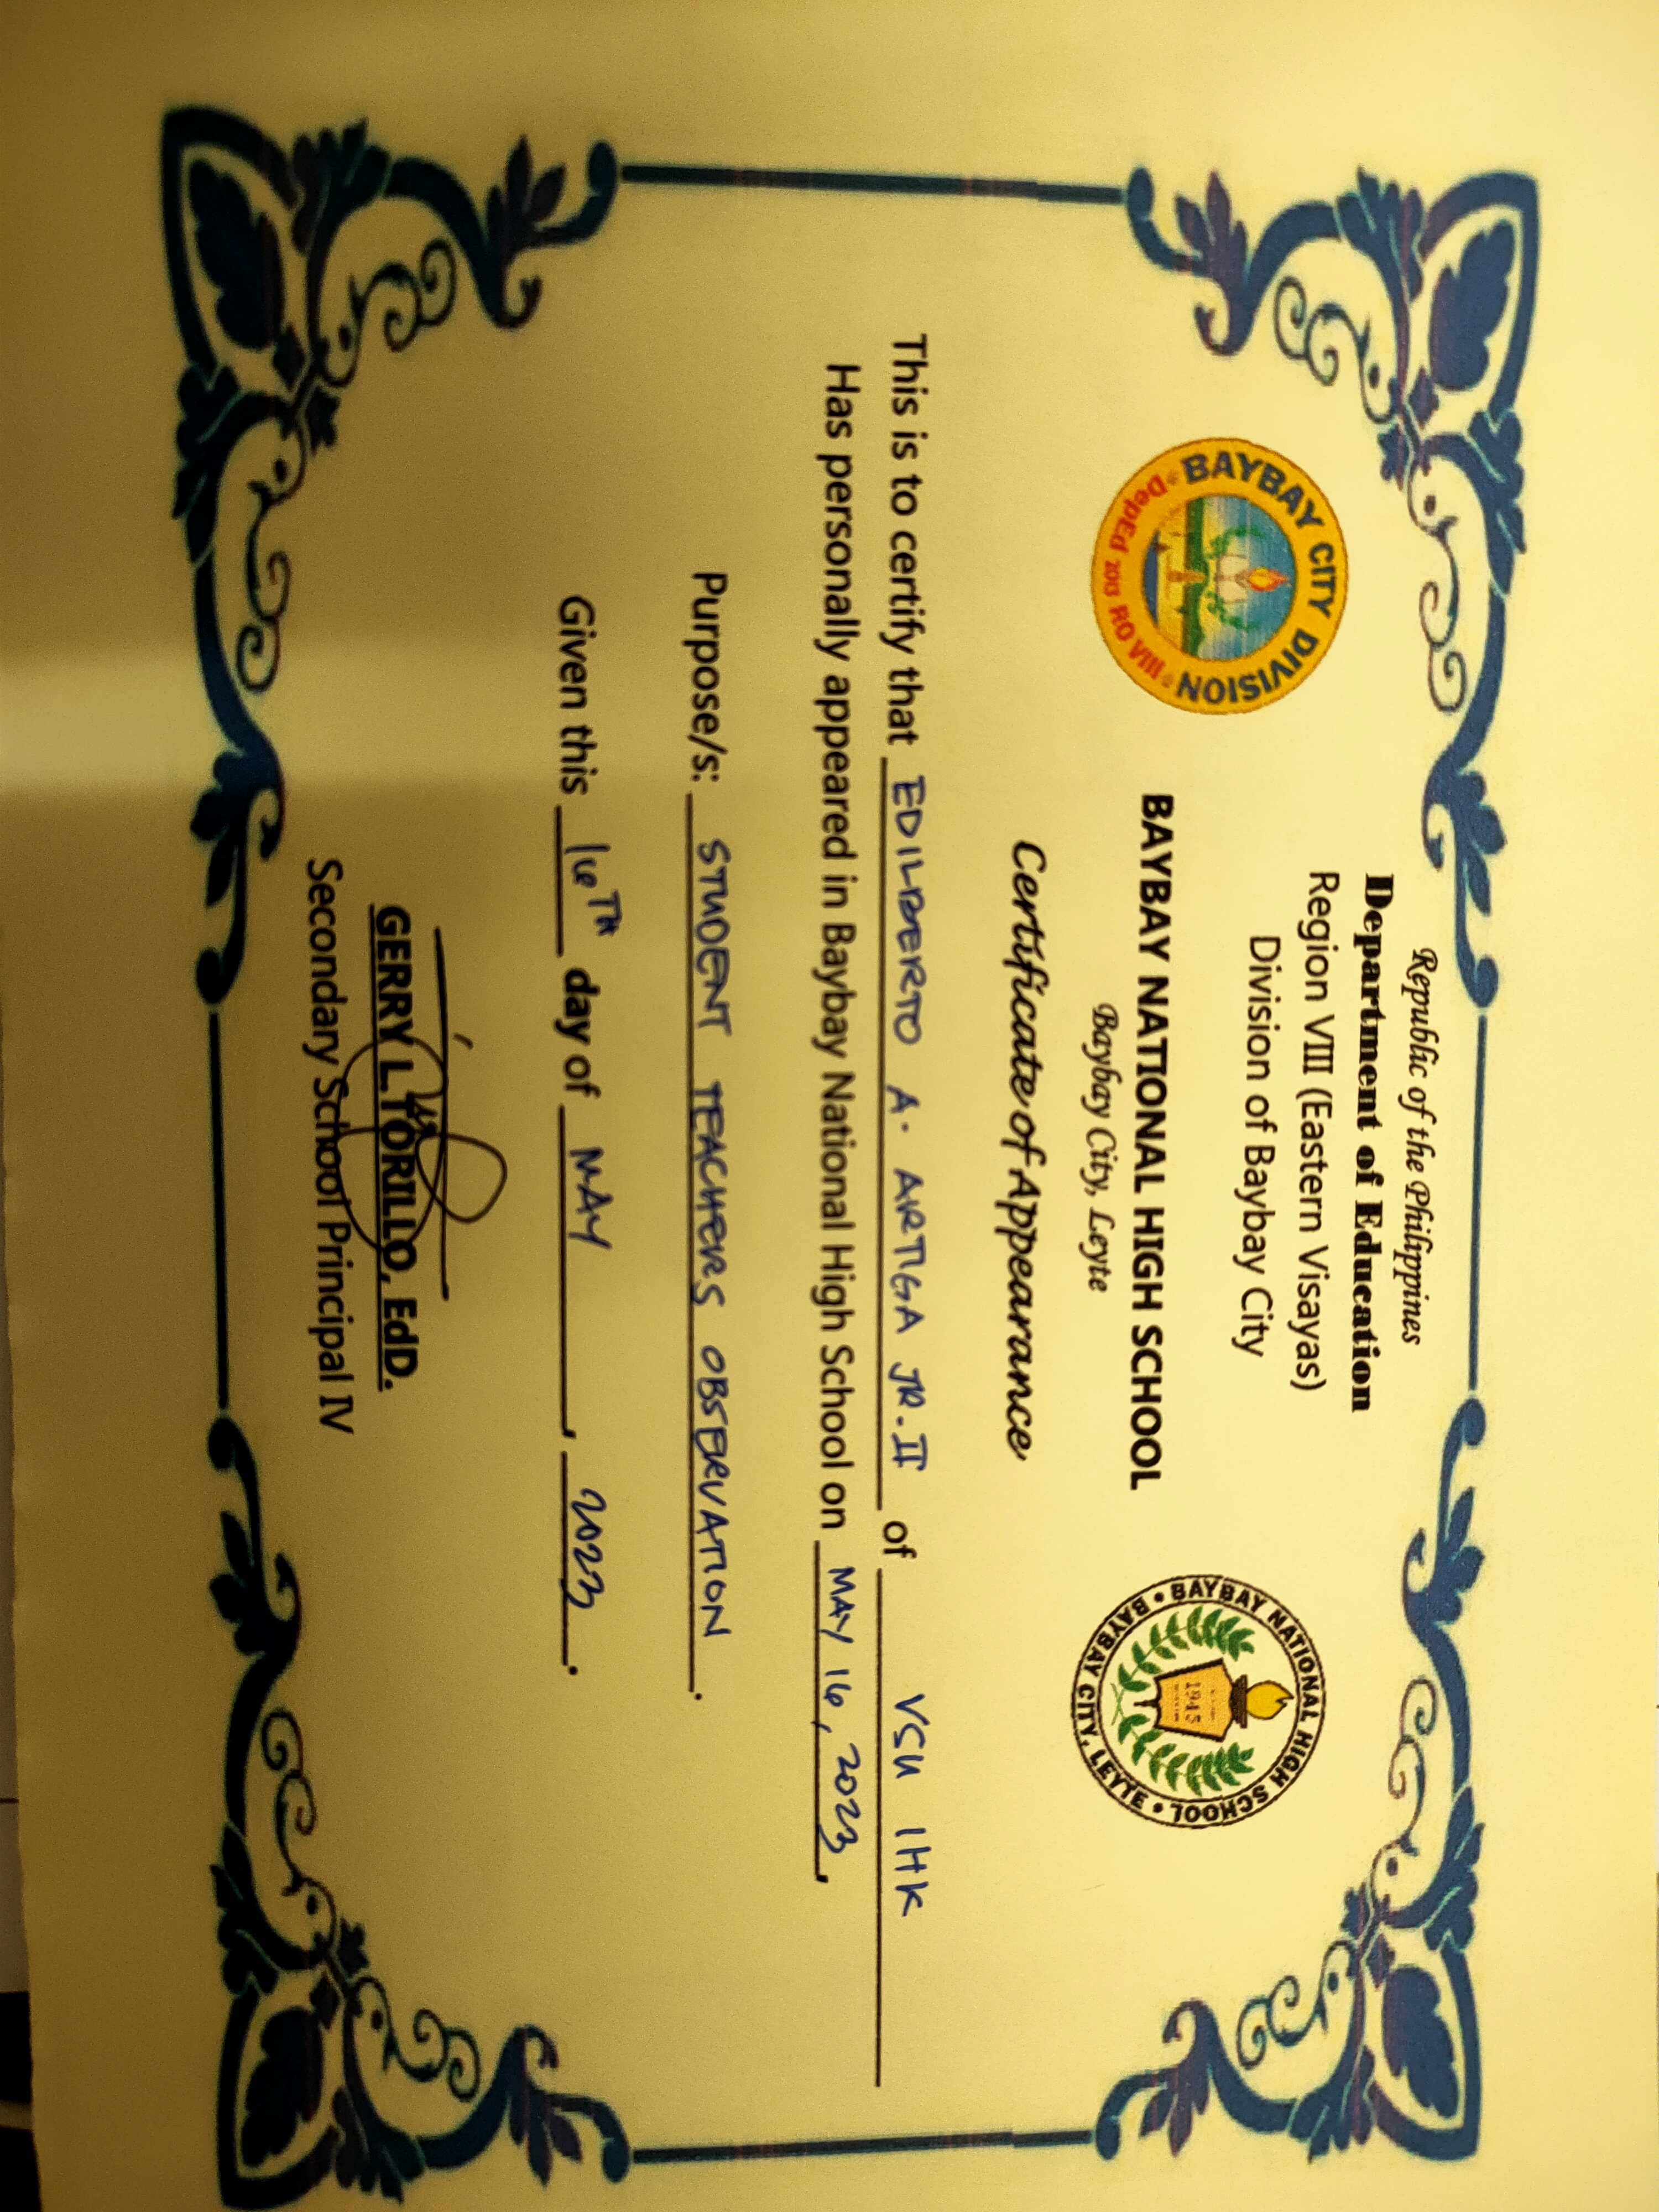 Republic of the Philippines
Department of Education
Region VIII (Eastern Visayas)
Division of Baybay City
BAYBAY CITY DIVISION
DepEd 2013 RO VIII
BAYBAY NATIONAL HIGH SCHOOL
Baybay City, Leyte
BAYBAY NATIONAL HIGH SCHOOL • BAYBAY CITY, LEYTE •
1945
Certificate of Appearance
This is to certify that EDILBERTO A. ARTIGA JR. II of VSU IHK
Has personally appeared in Baybay National High School on MAY 16, 2023.
Purpose/s: STUDENT TEACHERS OBSERVATION.
Given this 16TH day of MAY, 2023.
GERRY L. TORILLO, EdD.
Secondary School Principal IV